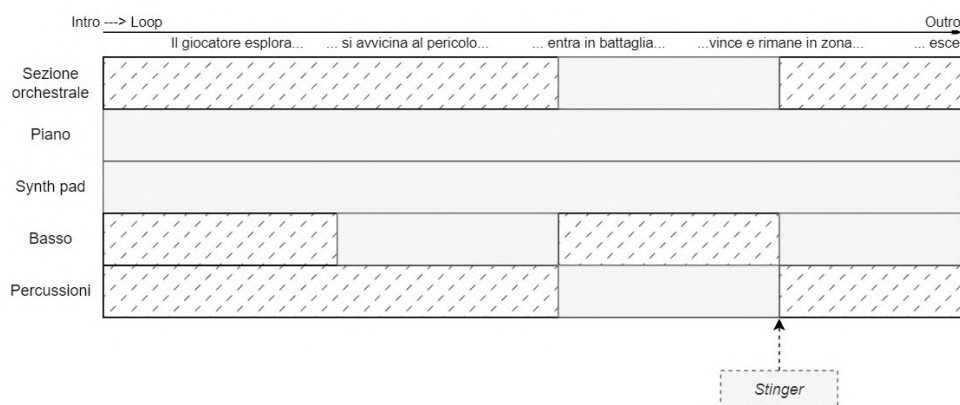 Intro ---> Loop
Outro
Il giocatore esplora...
... si avvicina al pericolo...
... entra in battaglia...
...vince e rimane in zona...
... esce
Sezione
orchestrale
Piano
Synth pad
Basso
Percussioni
Stinger